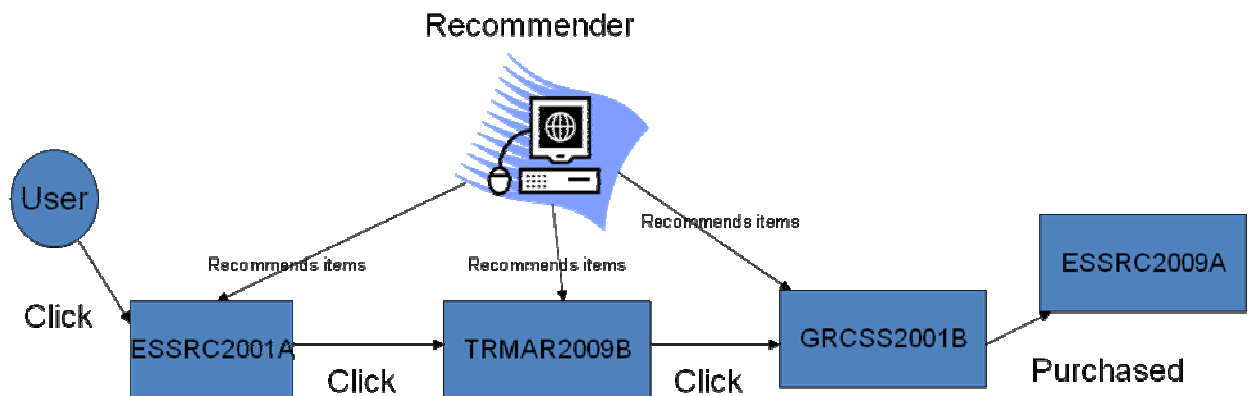 Recommender
User
Recommends items
Recommends items
Recommends items
ESSRC2009A
Click
ESSRC2001A
TRMAR2009B
GRCSS2001B
Click
Click
Purchased